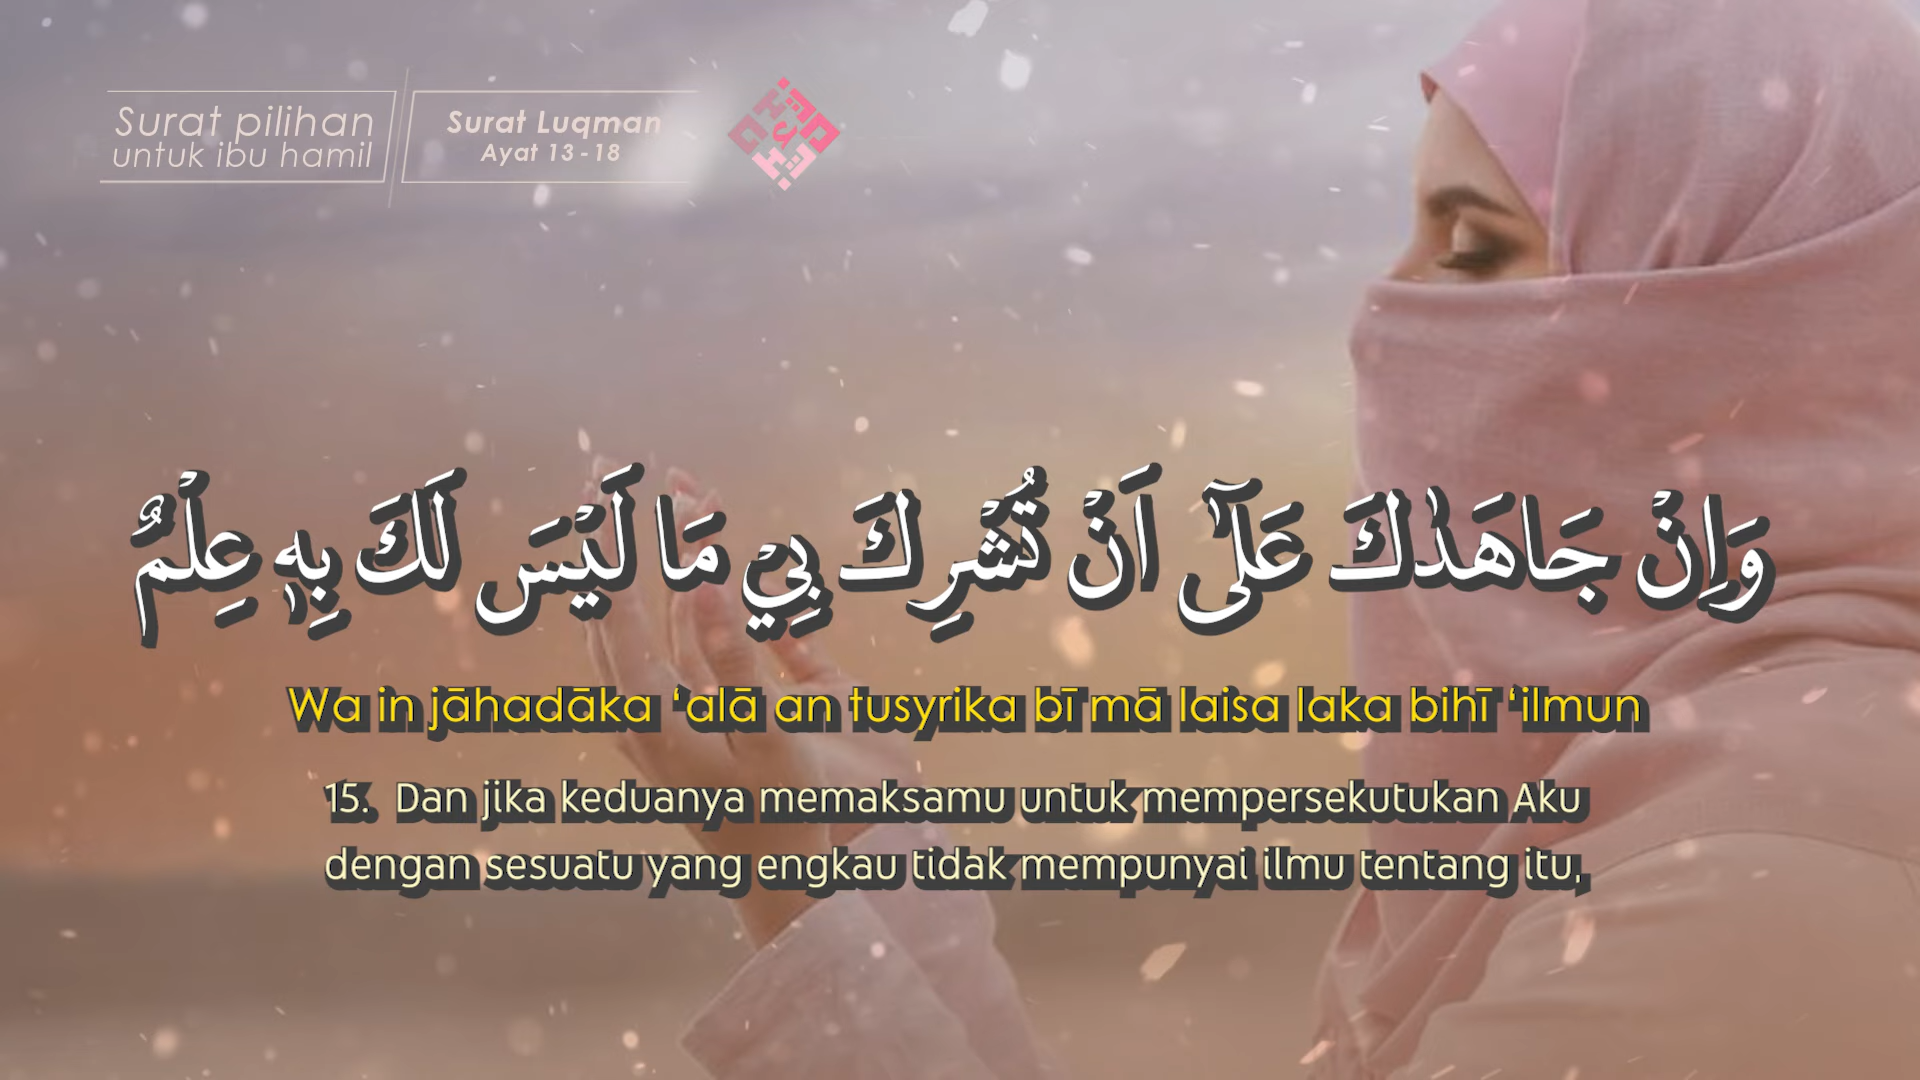 Surat pilihan
untuk ibu hamil
Surat Luqman
Ayat 13 - 18
وَاِنْ جَاهَدٰكَ عَلٰٓى اَنْ تُشْرِكَ بِيْ مَا لَيْسَ لَكَ بِهٖ عِلْمٌ
Wa in jāhadāka ‘alā an tusyrika bī mā laisa laka bihī ‘ilmun
15. Dan jika keduanya memaksamu untuk mempersekutukan Aku
dengan sesuatu yang engkau tidak mempunyai ilmu tentang itu,